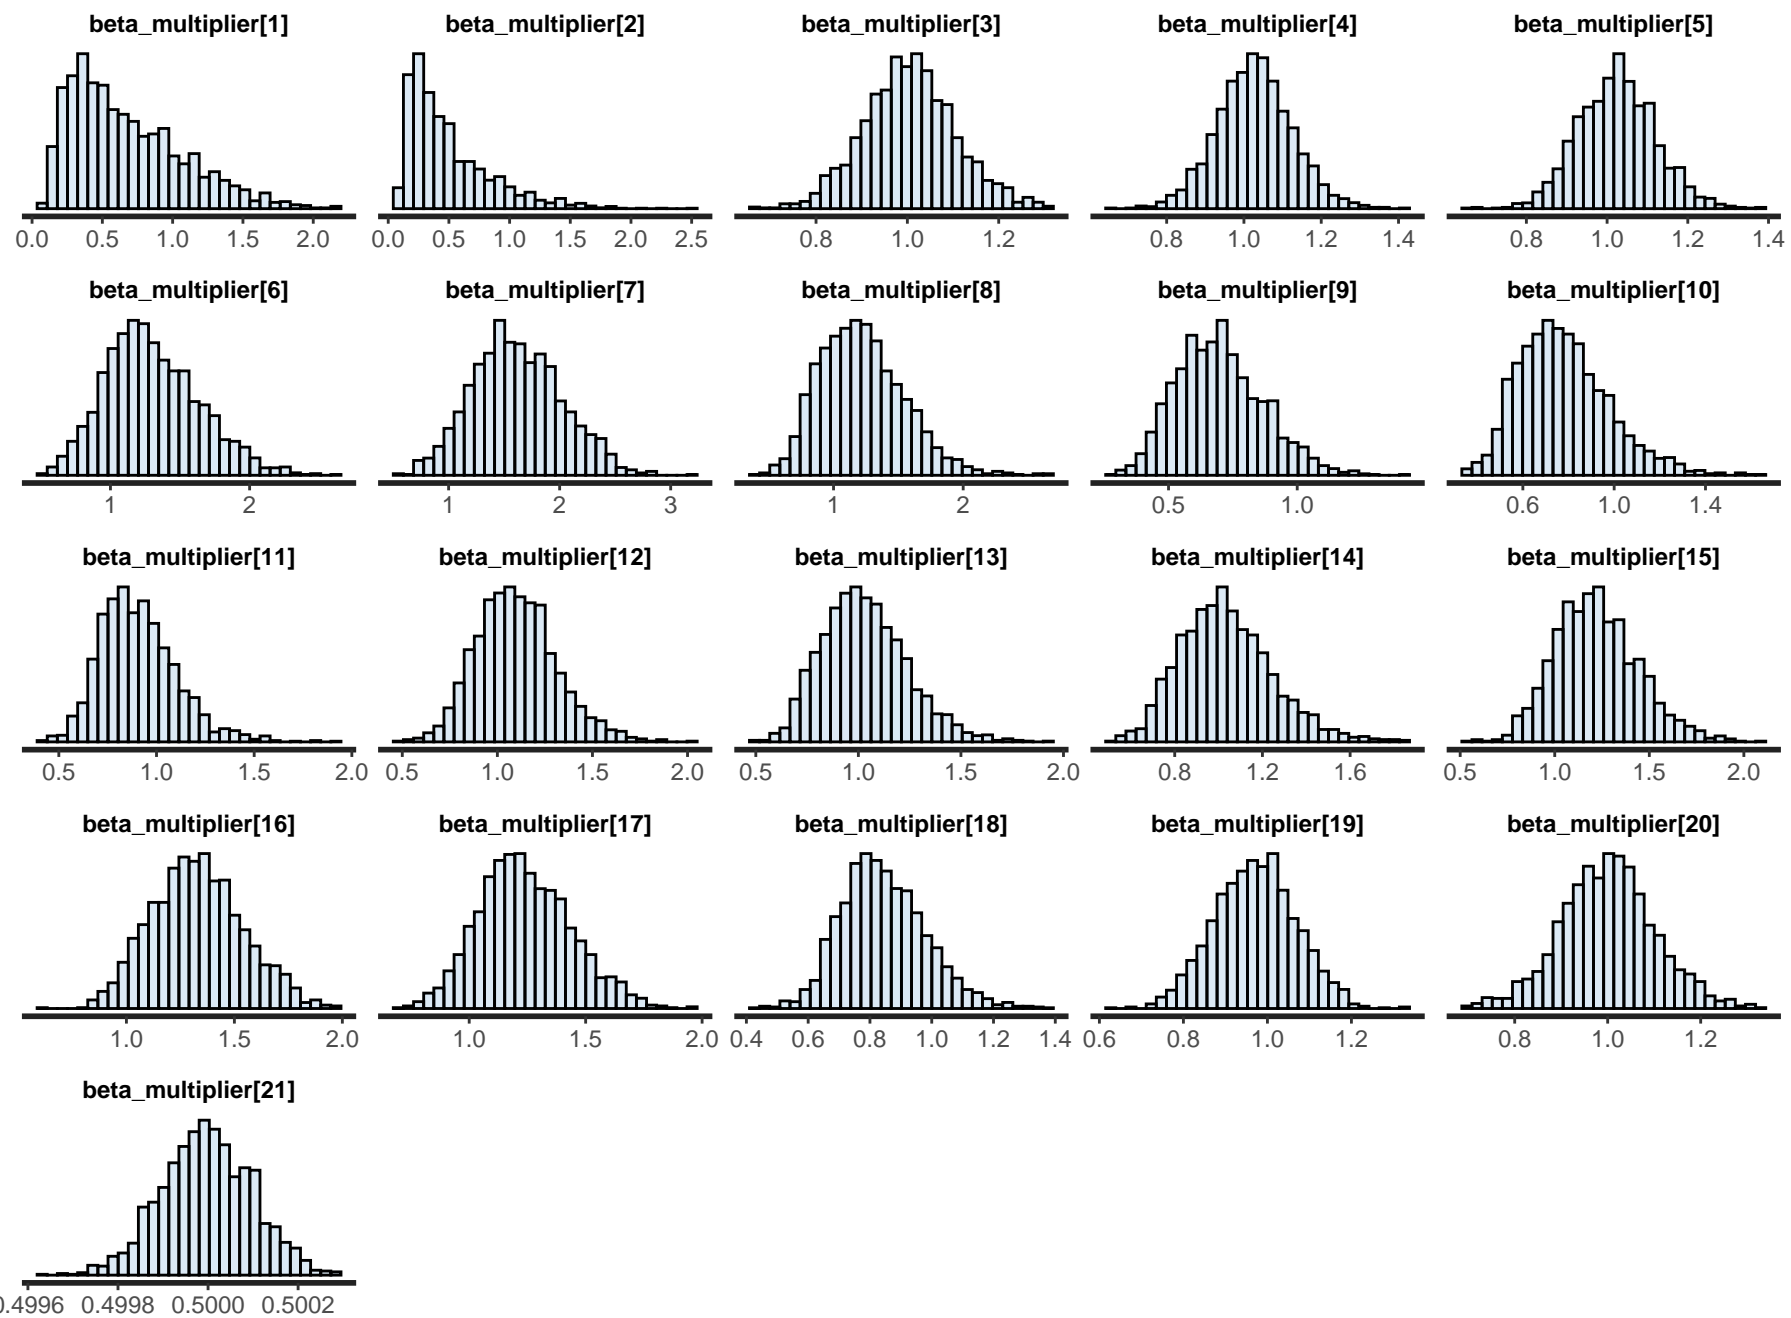 beta_multiplier[1] beta_multiplier[2] beta_multiplier[3] beta_multiplier[4] beta_multiplier[5]
0.0 0.5 1.0 1.5 2.0 0.0 0.5 1.0 1.5 2.0 2.5 0.8 1.0 1.2 0.8 1.0 1.2 1.4 0.8 1.0 1.2 1.4
beta_multiplier[6] beta_multiplier[7] beta_multiplier[8] beta_multiplier[9] beta_multiplier[10]
1 2 1 2 3 1 2 0.5 1.0 0.6 1.0 1.4
beta_multiplier[11] beta_multiplier[12] beta_multiplier[13] beta_multiplier[14] beta_multiplier[15]
0.5 1.0 1.5 2.0 0.5 1.0 1.5 2.0 0.5 1.0 1.5 2.0 0.8 1.2 1.6 0.5 1.0 1.5 2.0
beta_multiplier[16] beta_multiplier[17] beta_multiplier[18] beta_multiplier[19] beta_multiplier[20]
1.0 1.5 2.0 1.0 1.5 2.0 0.4 0.6 0.8 1.0 1.2 1.4 0.6 0.8 1.0 1.2 0.8 1.0 1.2
beta_multiplier[21]
0.4996 0.4998 0.5000 0.5002